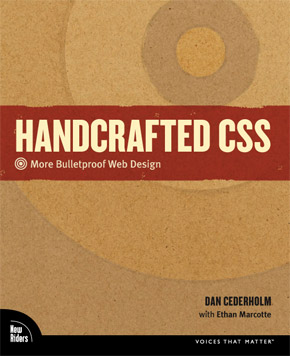 HANDCRAFTED CSS
More Bulletproof Web Design
DAN CEDERHOLM
with Ethan Marcotte
New
Riders
VOICES THAT MATTER™